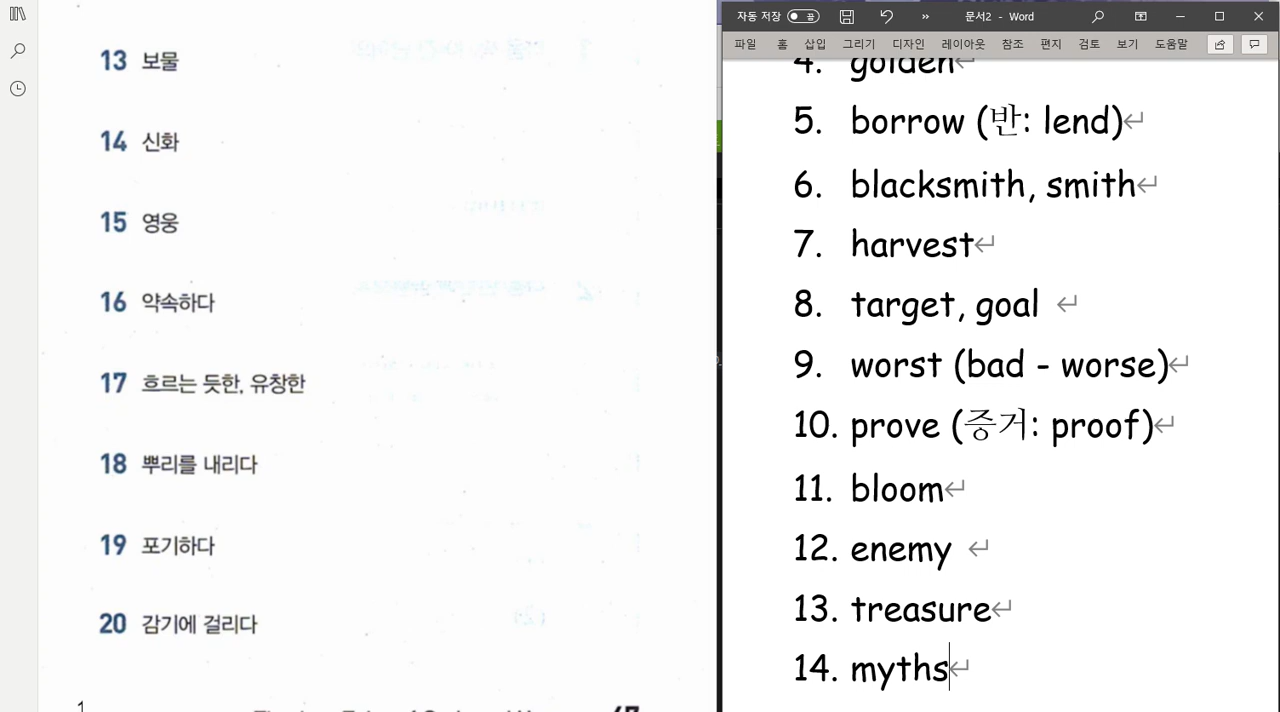 13 보물
14 신화
15 영웅
16 약속하다
17 흐르는 듯한, 유창한
18 뿌리를 내리다
19 포기하다
20 감기에 걸리다
1
자동 저장 끔 문서2 - Word
파일 홈 삽입 그리기 디자인 레이아웃 참조 편지 검토 보기 도움말
4. golden
5. borrow (반: lend)
6. blacksmith, smith
7. harvest
8. target, goal
9. worst (bad - worse)
10. prove (증거: proof)
11. bloom
12. enemy
13. treasure
14. myths